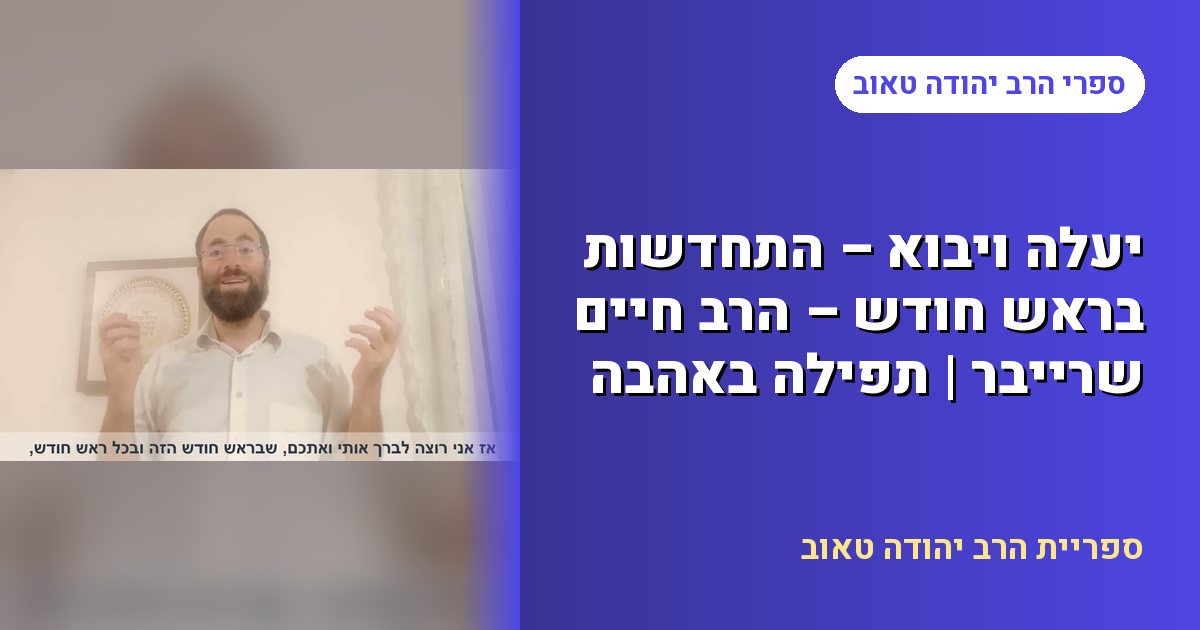 ספרי הרב יהודה טאוב
יעלה ויבוא – התחדשות
בראש חודש – הרב חיים
שרייבר | תפילה באהבה
אז אני רוצה לברך אותי ואתכם, שבראש חודש הזה ובכל ראש חודש,
ספריית הרב יהודה טאוב